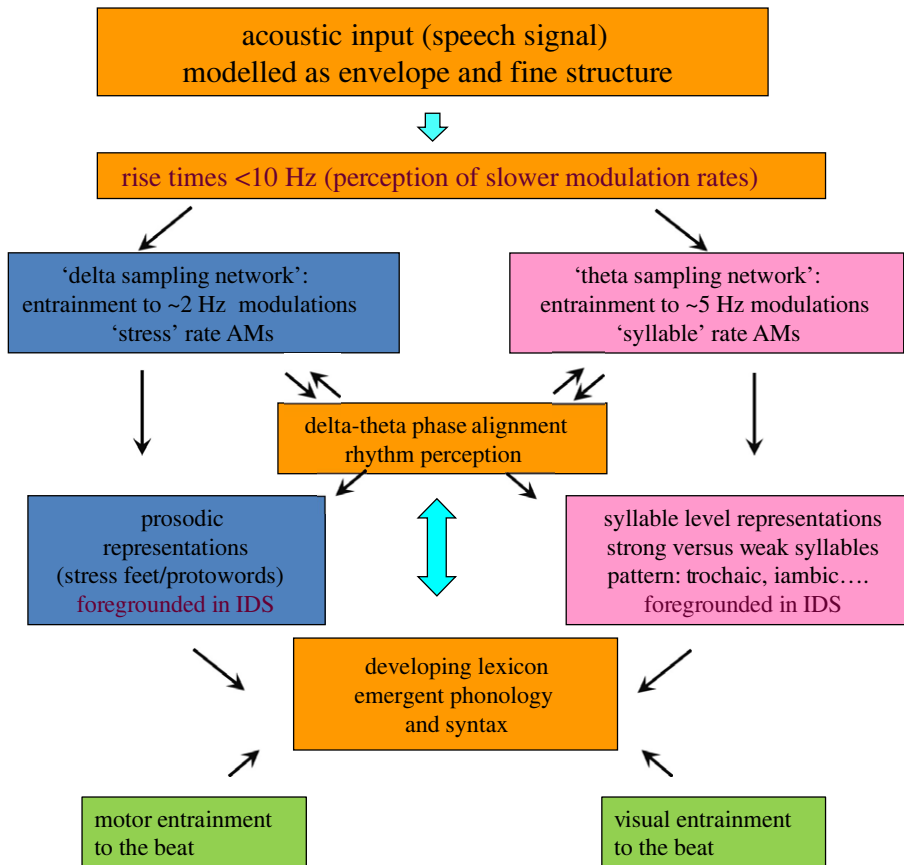 acoustic input (speech signal)
modelled as envelope and fine structure
rise times <10 Hz (perception of slower modulation rates)
‘delta sampling network’:
entrainment to ~2 Hz modulations
‘stress’ rate AMs
‘theta sampling network’:
entrainment to ~5 Hz modulations
‘syllable’ rate AMs
delta-theta phase alignment
rhythm perception
prosodic
representations
(stress feet/protowords)
foregrounded in IDS
syllable level representations
strong versus weak syllables
pattern: trochaic, iambic....
foregrounded in IDS
developing lexicon
emergent phonology
and syntax
motor entrainment
to the beat
visual entrainment
to the beat